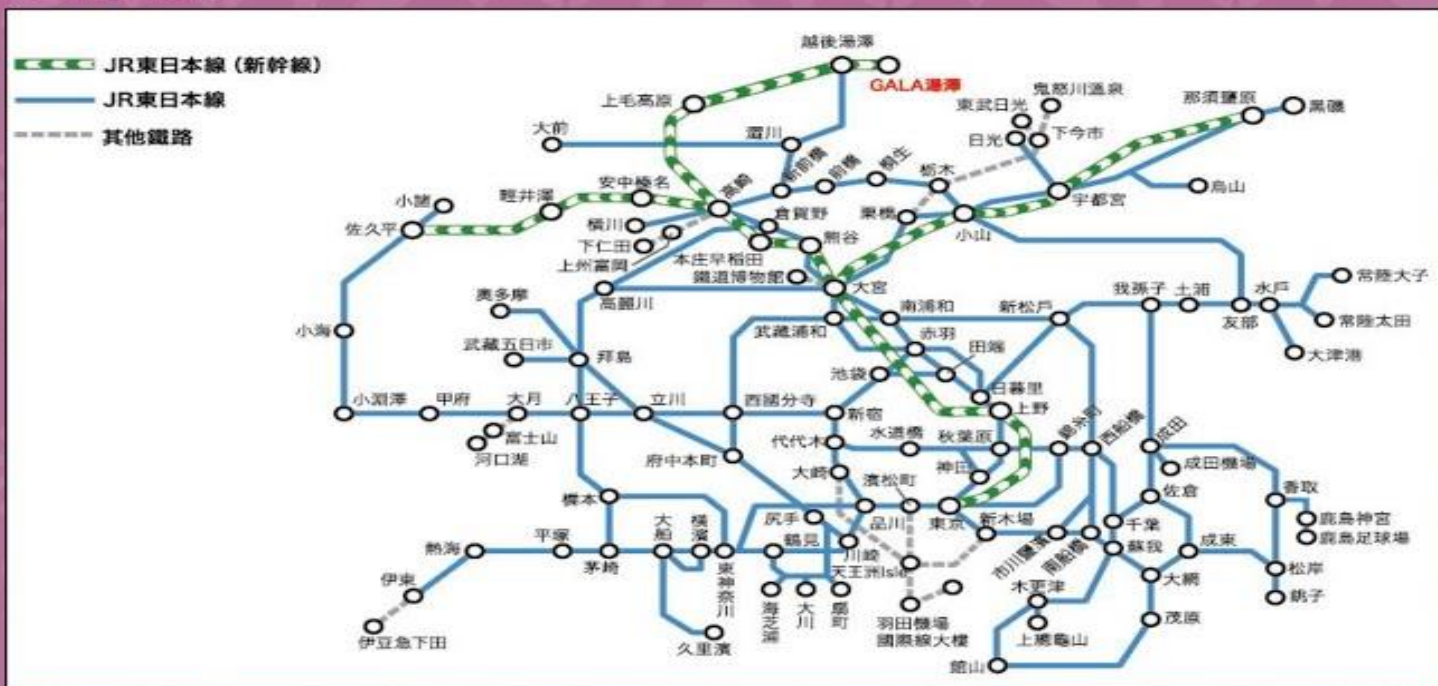 JR東日本線 (新幹線)
JR東日本線
其他鐵路
越後湯澤
GALA湯澤
上毛高原
大前
澀川
鬼怒川溫泉
東武日光
日光
下今市
那須鹽原
黑磯
烏山
宇都宮
小諸
輕井澤
安中榛名
高崎
新前橋
前橋
桐生
栃木
佐久平
橫川
倉賀野
熊谷
栗橋
小山
下仁田
上州富岡
本庄早稻田
鐵道博物館
大宮
奧多摩
高麗川
武藏浦和
南浦和
新松戶
我孫子
土浦
友部
水戶
常陸大子
常陸太田
大津港
小海
武藏五日市
拜島
赤羽
田端
池袋
日暮里
上野
小淵澤
甲府
大月
八王子
立川
西國分寺
新宿
富士山
河口湖
代代木
水道橋
秋葉原
錦糸町
西船橋
成田
成田機場
府中本町
大崎
濱松町
神田
佐倉
香取
鹿島神宮
鹿島足球場
橋本
尻手
品川
東京
新木場
市川鹽濱
南船橋
千葉
蘇我
成東
松岸
銚子
熱海
平塚
茅崎
大船
橫濱
東神奈川
鶴見
川崎
天王洲Isle
伊東
伊豆急下田
久里濱
海芝浦
大川
扇町
羽田機場
國際線大樓
木更津
上總龜山
大網
茂原
館山